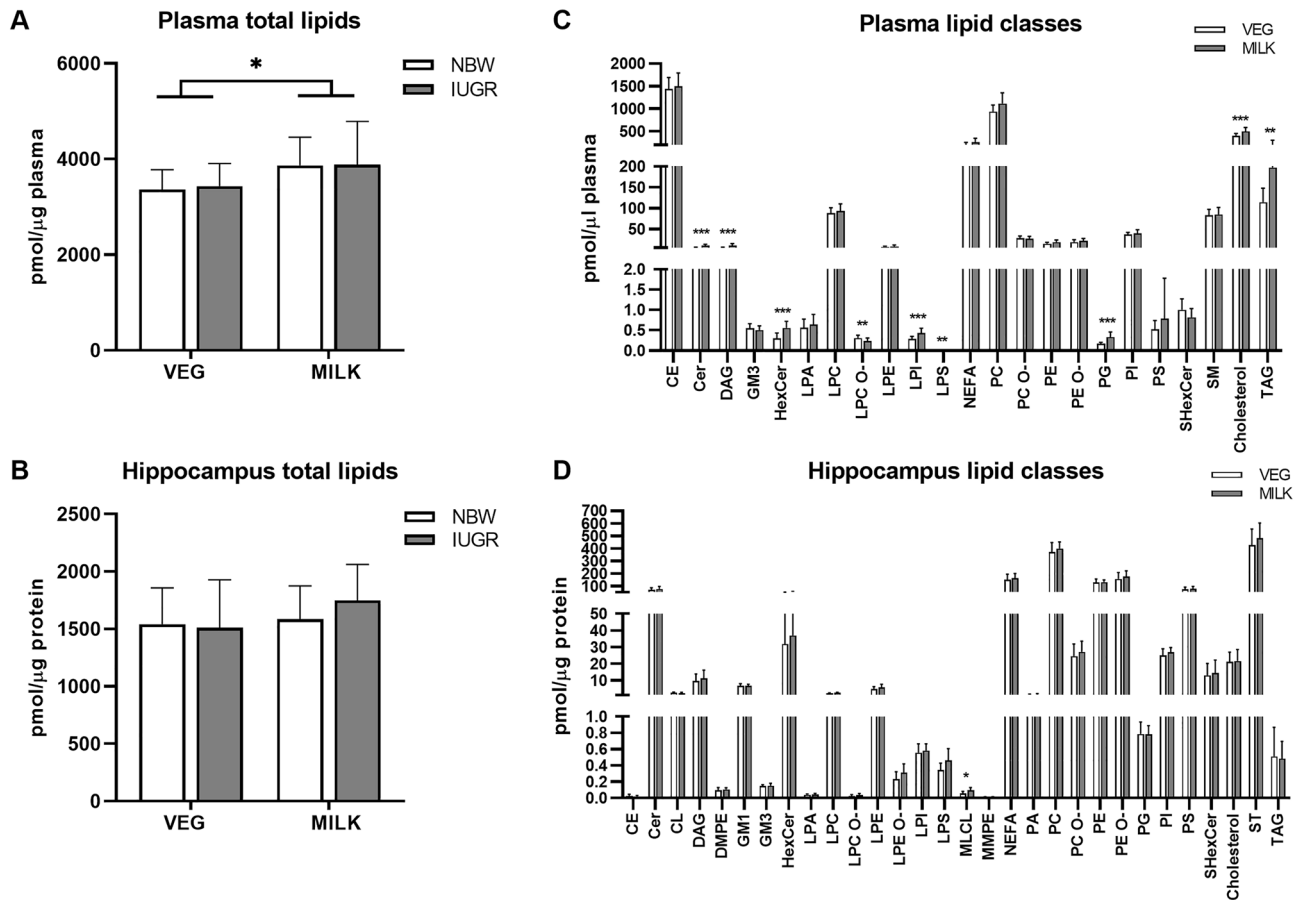 A
Plasma total lipids
pmol/μg plasma
6000
4000
2000
0
*
NBW
IUGR
VEG
MILK
C
Plasma lipid classes
VEG
MILK
pmol/μl plasma
2000
1500
1000
500
200
150
100
50
2.0
1.5
1.0
0.5
0.0
***
***
***
**
***
**
***
***
**
CE
Cer
DAG
GM3
HexCer
LPA
LPC
LPC O-
LPE
LPI
LPS
NEFA
PC
PC O-
PE
PE O-
PG
PI
PS
SHexCer
SM
Cholesterol
TAG
B
Hippocampus total lipids
pmol/μg protein
2500
2000
1500
1000
500
0
NBW
IUGR
VEG
MILK
D
Hippocampus lipid classes
VEG
MILK
pmol/μg protein
700
600
500
400
300
200
100
50
40
30
20
10
1.0
0.8
0.6
0.4
0.2
0.0
*
CE
Cer
CL
DAG
DMPE
GM1
GM3
HexCer
LPA
LPC
LPC O-
LPE
LPE O-
LPI
LPS
MLCL
MMPE
NEFA
PA
PC
PC O-
PE
PE O-
PG
PI
PS
SHexCer
Cholesterol
ST
TAG